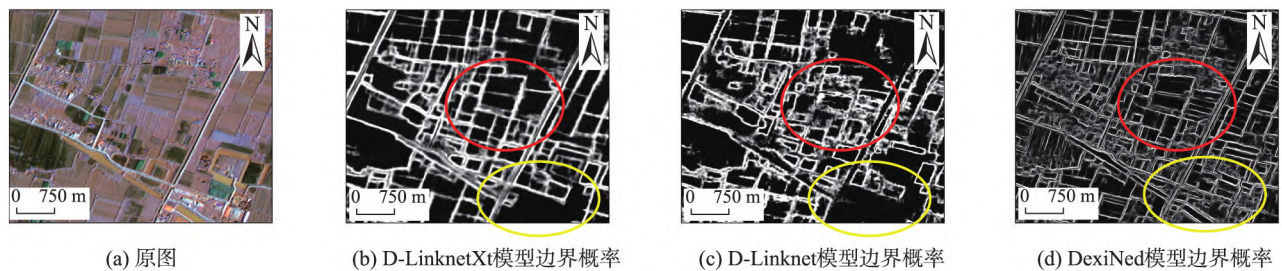 N
0 750 m
(a) 原图
N
0 750 m
(b) D-LinknetXt模型边界概率
N
0 750 m
(c) D-Linknet模型边界概率
N
0 750 m
(d) DexiNed模型边界概率